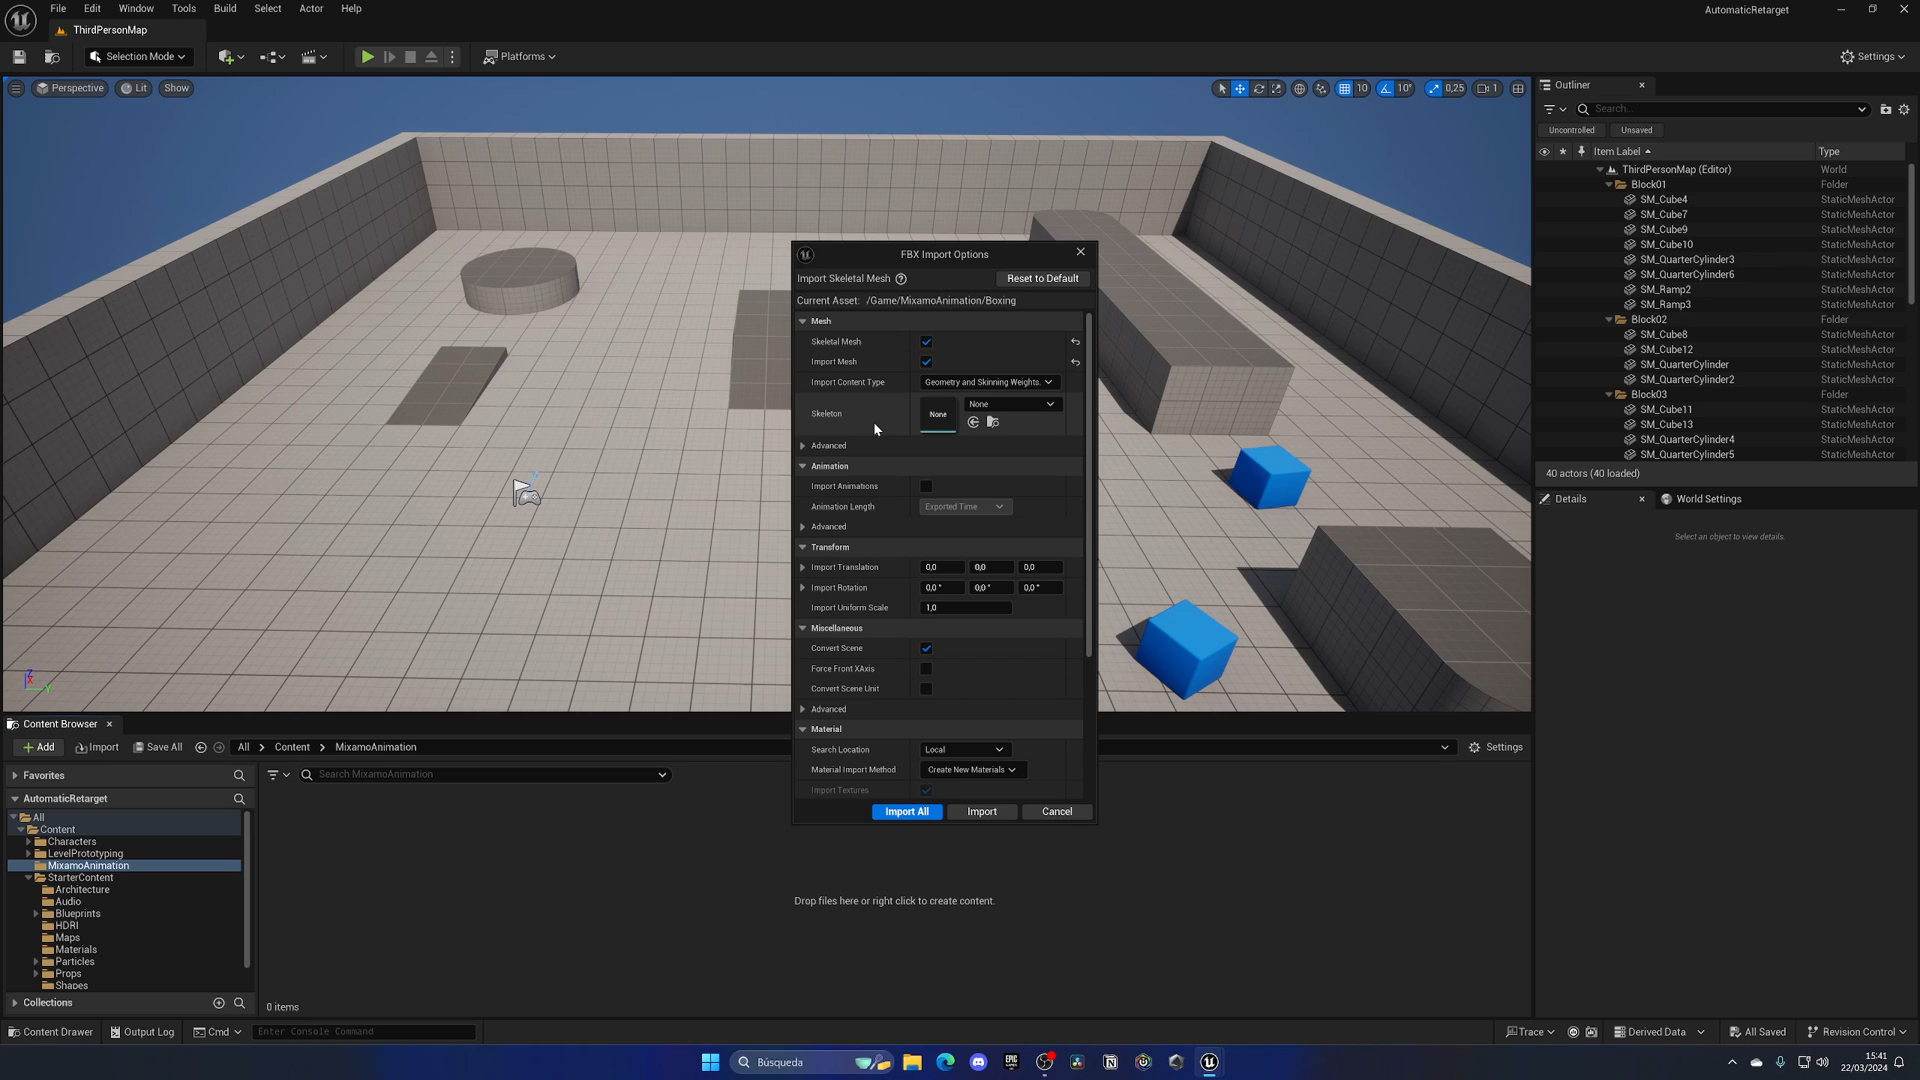 File Edit Window Tools Build Select Actor Help
AutomaticRetarget
ThirdPersonMap
Selection Mode
Platforms
Settings
Perspective Lit Show
10 10° 0,25 1
Outliner
Search...
Uncontrolled Unsaved
Item Label Type
ThirdPersonMap (Editor) World
Block01 Folder
SM_Cube4 StaticMeshActor
SM_Cube7 StaticMeshActor
SM_Cube9 StaticMeshActor
SM_Cube10 StaticMeshActor
SM_QuarterCylinder3 StaticMeshActor
SM_QuarterCylinder6 StaticMeshActor
SM_Ramp2 StaticMeshActor
SM_Ramp3 StaticMeshActor
Block02 Folder
SM_Cube8 StaticMeshActor
SM_Cube12 StaticMeshActor
SM_QuarterCylinder StaticMeshActor
SM_QuarterCylinder2 StaticMeshActor
Block03 Folder
SM_Cube11 StaticMeshActor
SM_Cube13 StaticMeshActor
SM_QuarterCylinder4 StaticMeshActor
SM_QuarterCylinder5 StaticMeshActor
40 actors (40 loaded)
Details World Settings
Select an object to view details.
FBX Import Options
Import Skeletal Mesh Reset to Default
Current Asset: /Game/MixamoAnimation/Boxing
Mesh
Skeletal Mesh
Import Mesh
Import Content Type Geometry and Skinning Weights.
Skeleton None None
Advanced
Animation
Import Animations
Animation Length Exported Time
Advanced
Transform
Import Translation 0,0 0,0 0,0
Import Rotation 0,0 ° 0,0 ° 0,0 °
Import Uniform Scale 1,0
Miscellaneous
Convert Scene
Force Front XAxis
Convert Scene Unit
Advanced
Material
Search Location Local
Material Import Method Create New Materials
Import Textures
Import All Import Cancel
Z X Y
Content Browser
Add Import Save All All Content MixamoAnimation Settings
Favorites
Search MixamoAnimation
AutomaticRetarget
All
Content
Characters
LevelPrototyping
MixamoAnimation
StarterContent
Architecture
Audio
Blueprints
HDRI
Maps
Materials
Particles
Props
Shapes
Collections
Drop files here or right click to create content.
0 items
Content Drawer Output Log Cmd Enter Console Command
Trace Derived Data All Saved Revision Control
Búsqueda
EPIC GAMES
15:41
22/03/2024